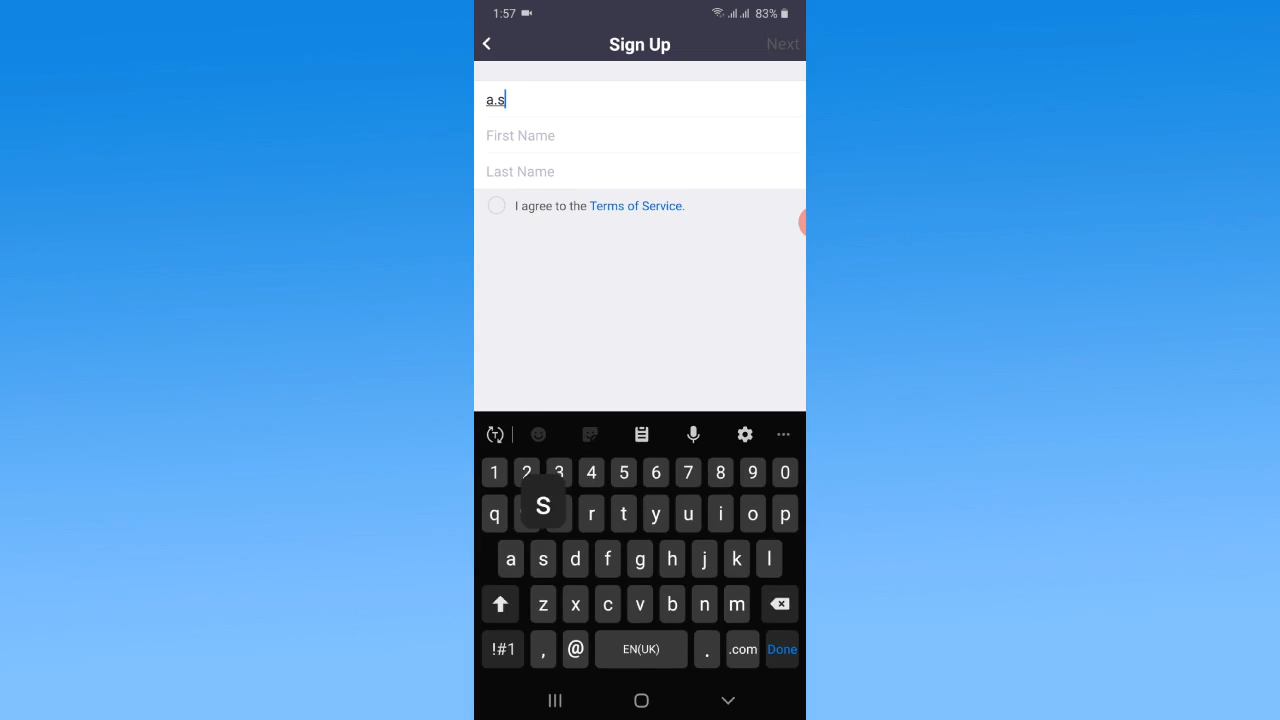 1:57 83%
Sign Up Next
a.s
First Name
Last Name
I agree to the Terms of Service.
1 2 3 4 5 6 7 8 9 0
s
q r t y u i o p
a s d f g h j k l
z x c v b n m
!#1 , @ EN(UK) . .com Done